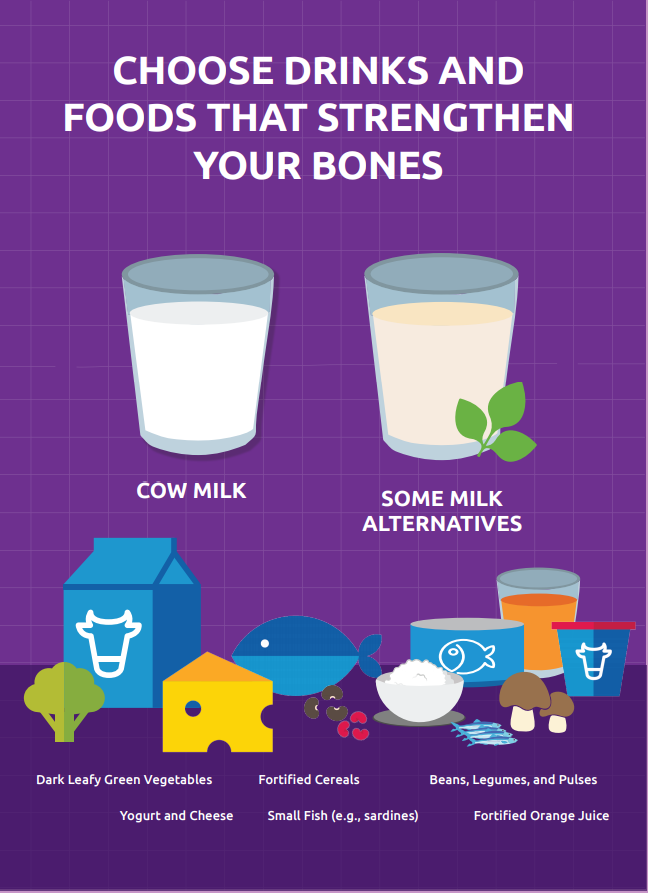 CHOOSE DRINKS AND
FOODS THAT STRENGTHEN
YOUR BONES
COW MILK
SOME MILK
ALTERNATIVES
Dark Leafy Green Vegetables
Fortified Cereals
Beans, Legumes, and Pulses
Yogurt and Cheese
Small Fish (e.g., sardines)
Fortified Orange Juice